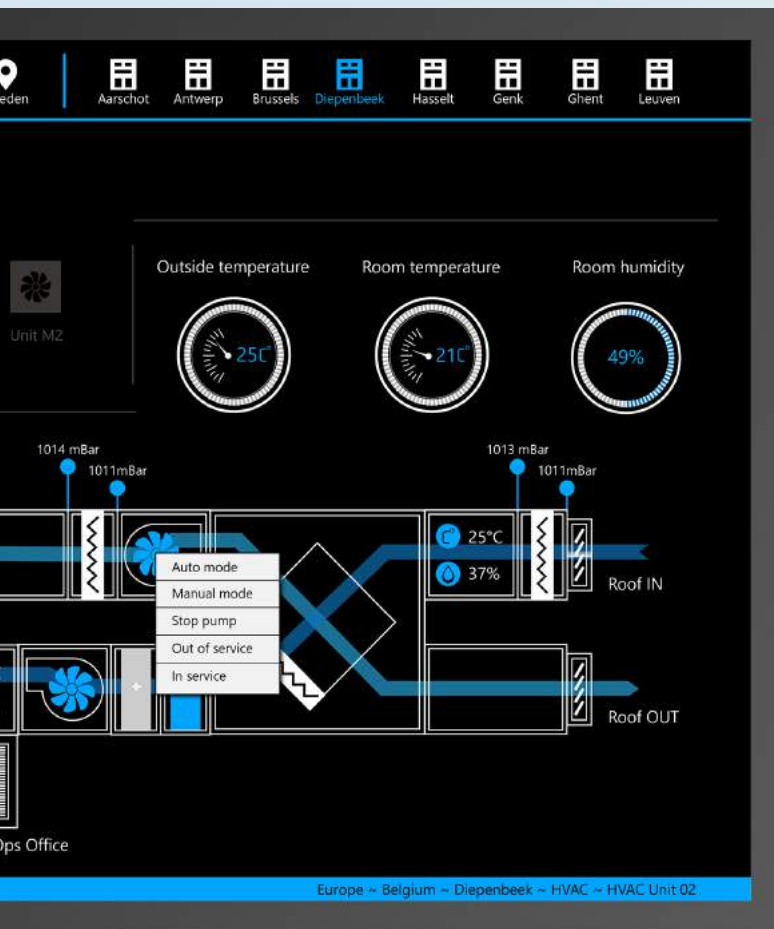 eden
Aarschot
Antwerp
Brussels
Diepenbeek
Hasselt
Genk
Ghent
Leuven
Outside temperature
Room temperature
Room humidity
Unit M2
25C°
21C°
49%
1014 mBar
1011mBar
1013 mBar
1011mBar
C°
25°C
37%
Roof IN
Auto mode
Manual mode
Stop pump
Out of service
In service
Roof OUT
Ops Office
Europe ~ Belgium ~ Diepenbeek ~ HVAC ~ HVAC Unit 02